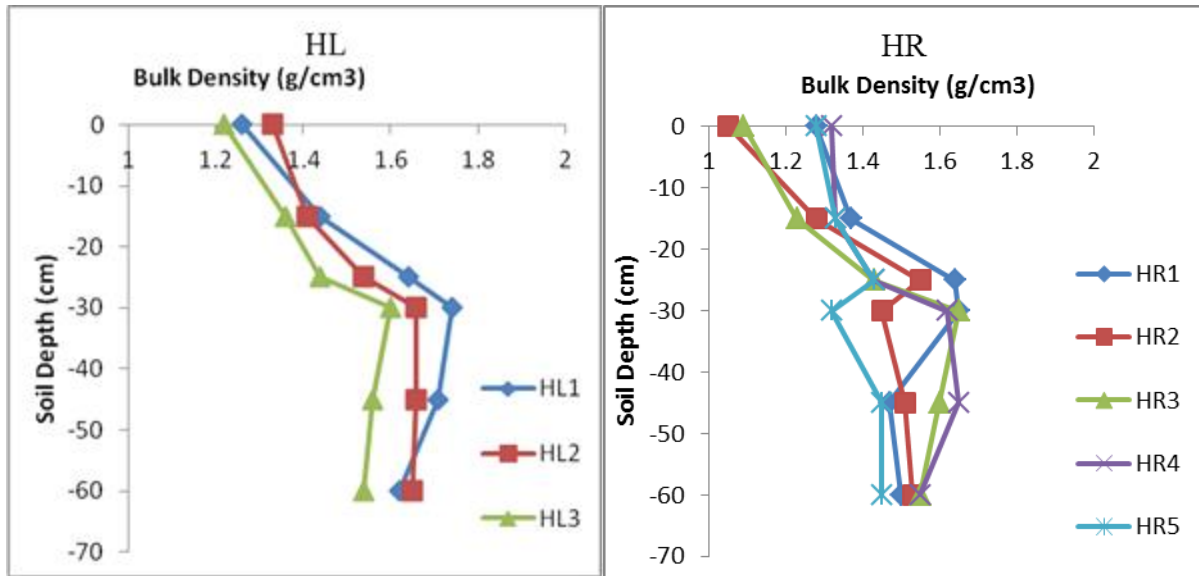 HL
Bulk Density (g/cm3)
1 1.2 1.4 1.6 1.8 2
0
-10
-20
-30
-40
-50
-60
-70
Soil Depth (cm)
HL1
HL2
HL3
HR
Bulk Density (g/cm3)
1 1.2 1.4 1.6 1.8 2
0
-10
-20
-30
-40
-50
-60
-70
Soil Depth (cm)
HR1
HR2
HR3
HR4
HR5